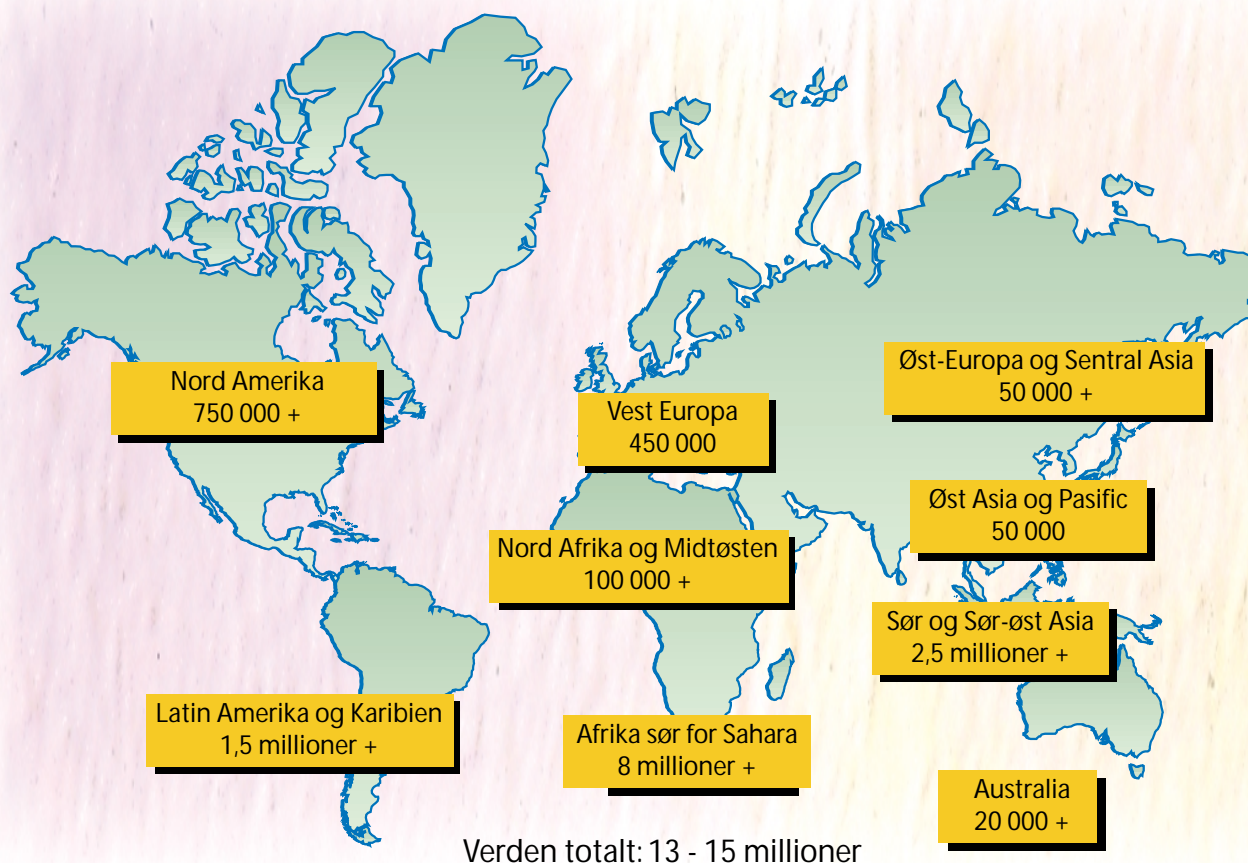 Nord Amerika
750 000 +
Vest Europa
450 000
Øst-Europa og Sentral Asia
50 000 +
Øst Asia og Pasific
50 000
Nord Afrika og Midtøsten
100 000 +
Sør og Sør-øst Asia
2,5 millioner +
Latin Amerika og Karibien
1,5 millioner +
Afrika sør for Sahara
8 millioner +
Australia
20 000 +
Verden totalt: 13 - 15 millioner